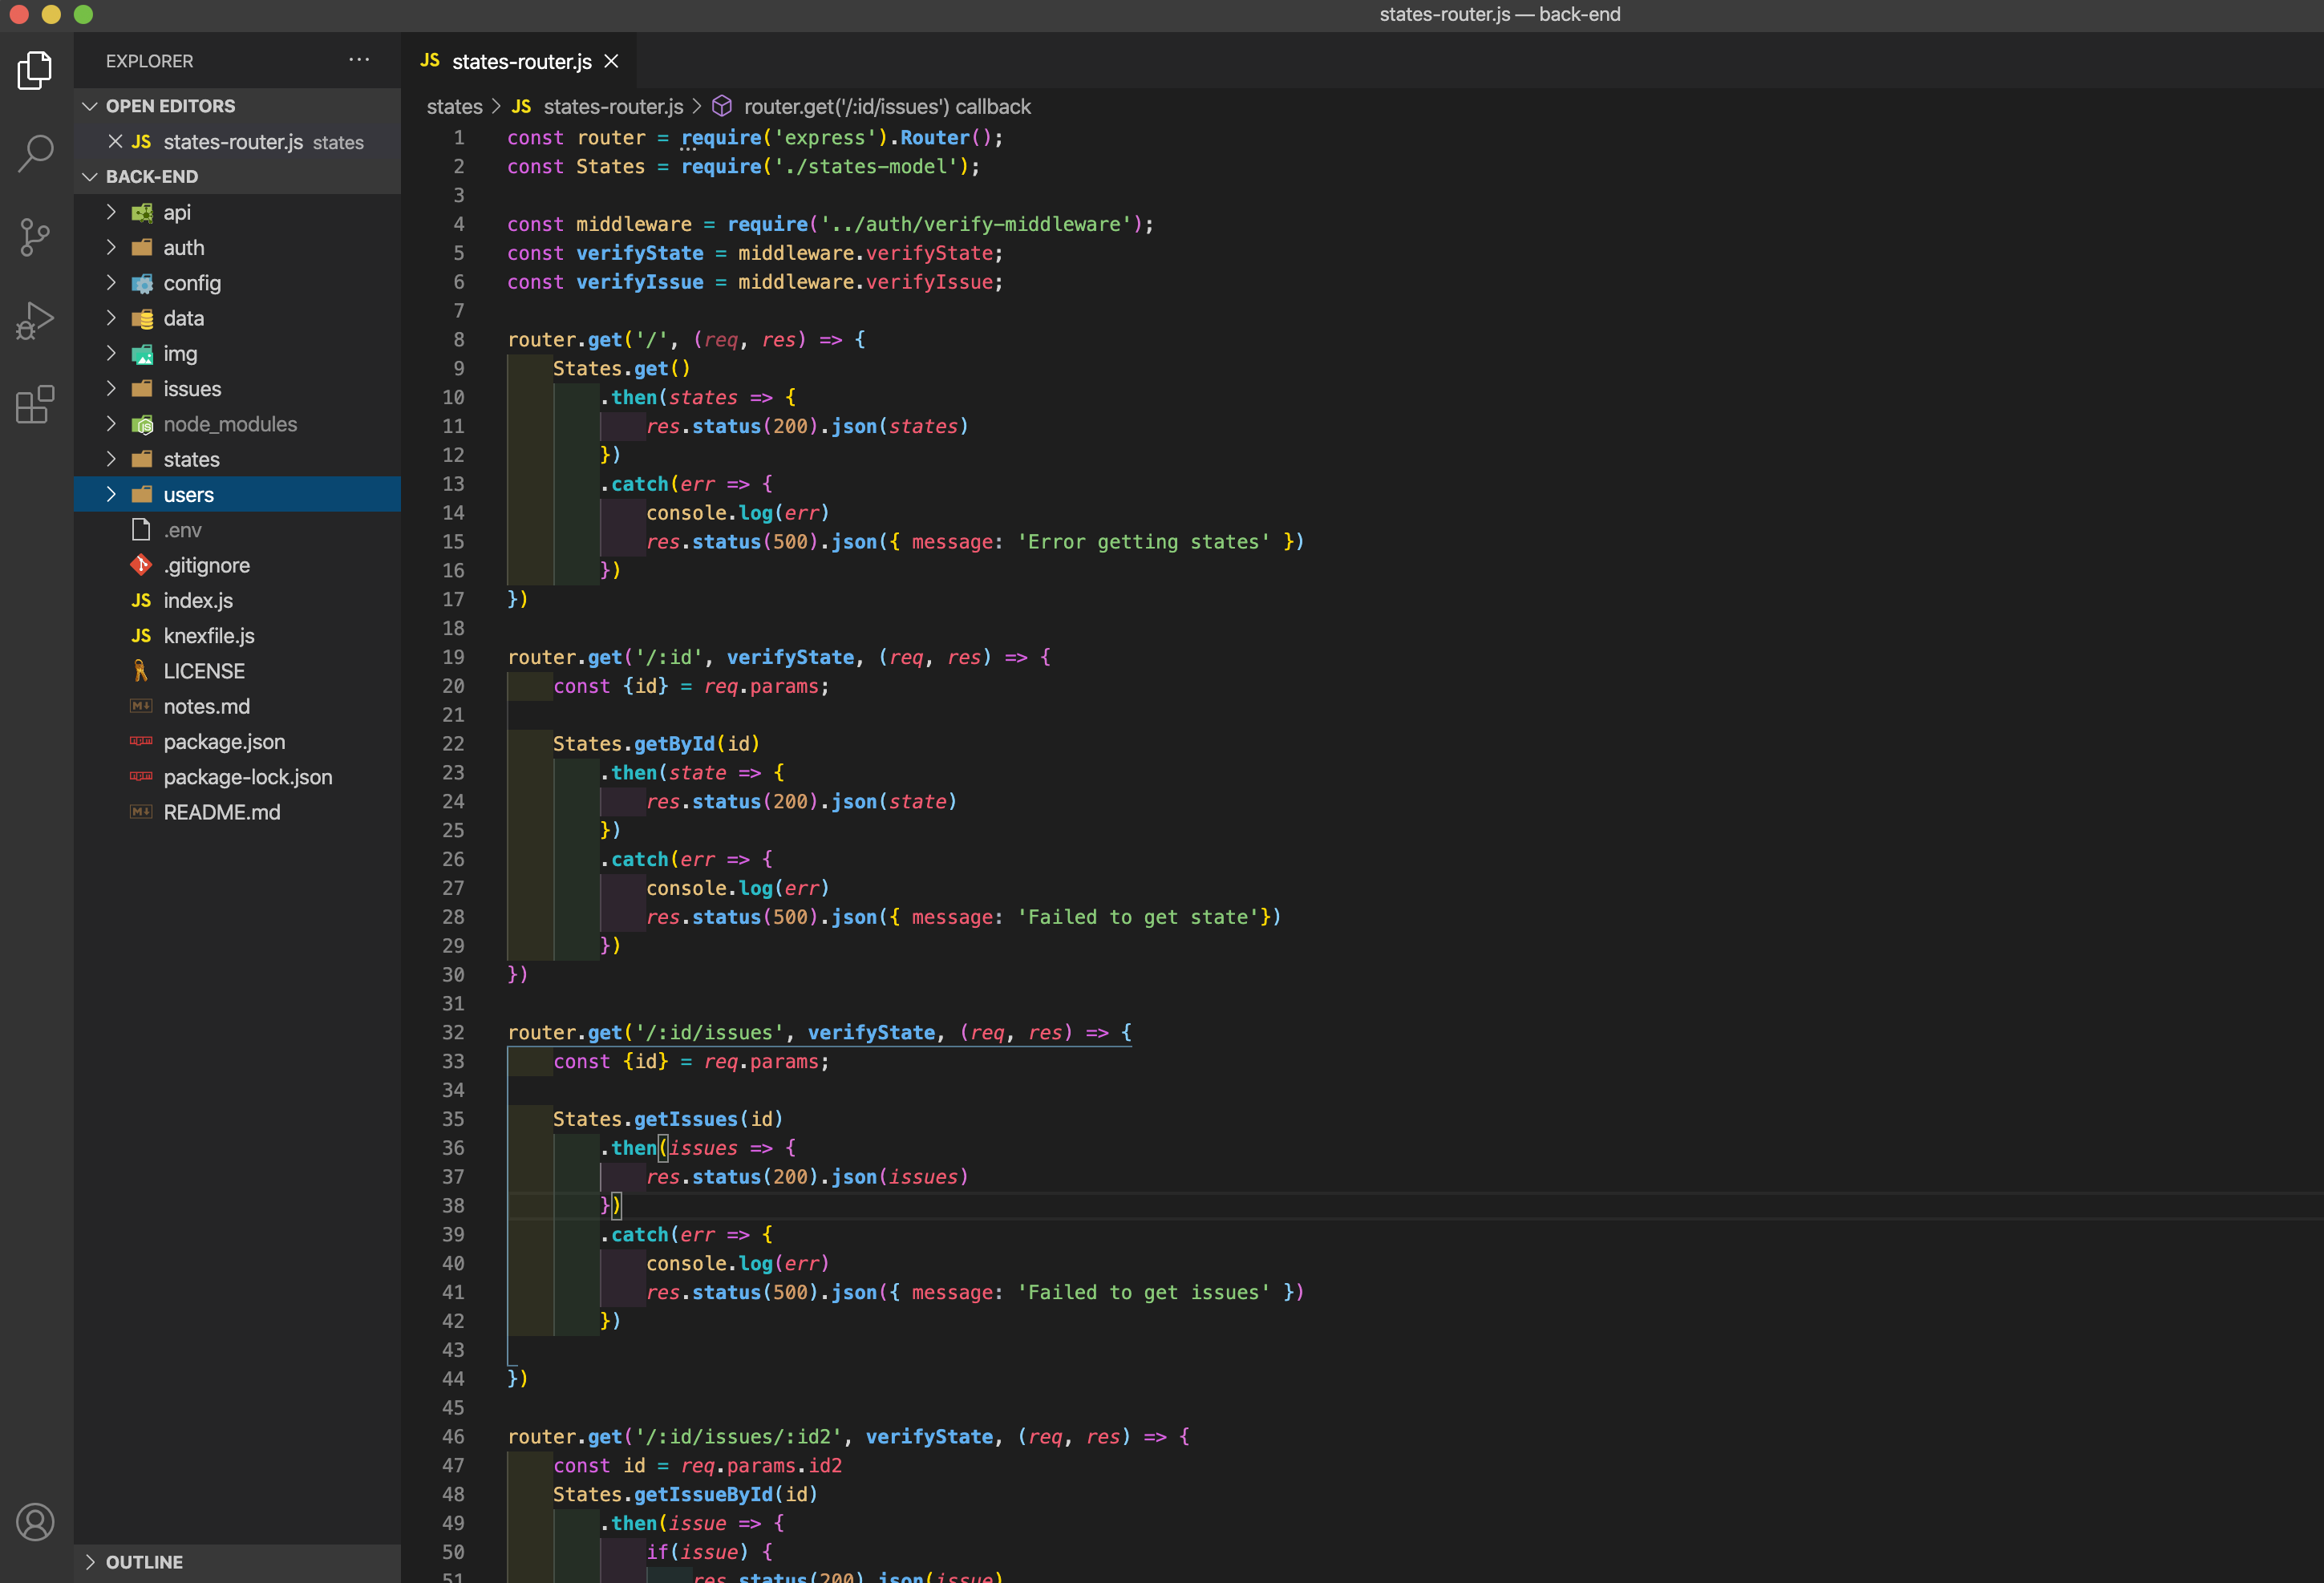 states-router.js — back-end
EXPLORER
OPEN EDITORS
JS states-router.js states
BACK-END
api
auth
config
data
img
issues
node_modules
states
users
.env
.gitignore
JS index.js
JS knexfile.js
LICENSE
notes.md
package.json
package-lock.json
README.md
OUTLINE
JS states-router.js
states > JS states-router.js > router.get('/:id/issues') callback
1 const router = require('express').Router();
2 const States = require('./states-model');
3
4 const middleware = require('../auth/verify-middleware');
5 const verifyState = middleware.verifyState;
6 const verifyIssue = middleware.verifyIssue;
7
8 router.get('/', (req, res) => {
9     States.get()
10         .then(states => {
11             res.status(200).json(states)
12         })
13         .catch(err => {
14             console.log(err)
15             res.status(500).json({ message: 'Error getting states' })
16         })
17 })
18
19 router.get('/:id', verifyState, (req, res) => {
20     const {id} = req.params;
21
22     States.getById(id)
23         .then(state => {
24             res.status(200).json(state)
25         })
26         .catch(err => {
27             console.log(err)
28             res.status(500).json({ message: 'Failed to get state'})
29         })
30 })
31
32 router.get('/:id/issues', verifyState, (req, res) => {
33     const {id} = req.params;
34
35     States.getIssues(id)
36         .then(issues => {
37             res.status(200).json(issues)
38         })
39         .catch(err => {
40             console.log(err)
41             res.status(500).json({ message: 'Failed to get issues' })
42         })
43
44 })
45
46 router.get('/:id/issues/:id2', verifyState, (req, res) => {
47     const id = req.params.id2
48     States.getIssueById(id)
49         .then(issue => {
50             if(issue) {
51                 res.status(200).json(issue)